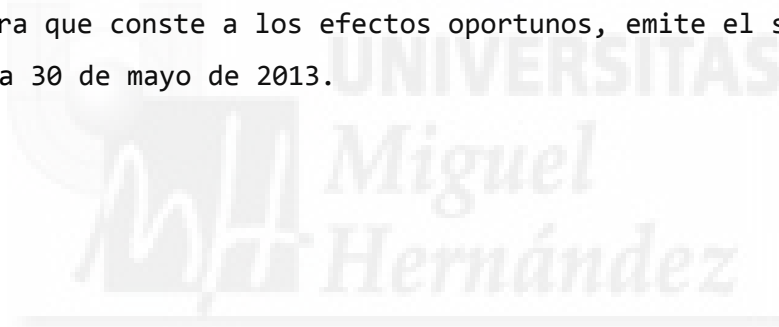 ra que conste a los efectos oportunos, emite el s
a 30 de mayo de 2013.
UNIVERSITAS
Miguel
Hernández